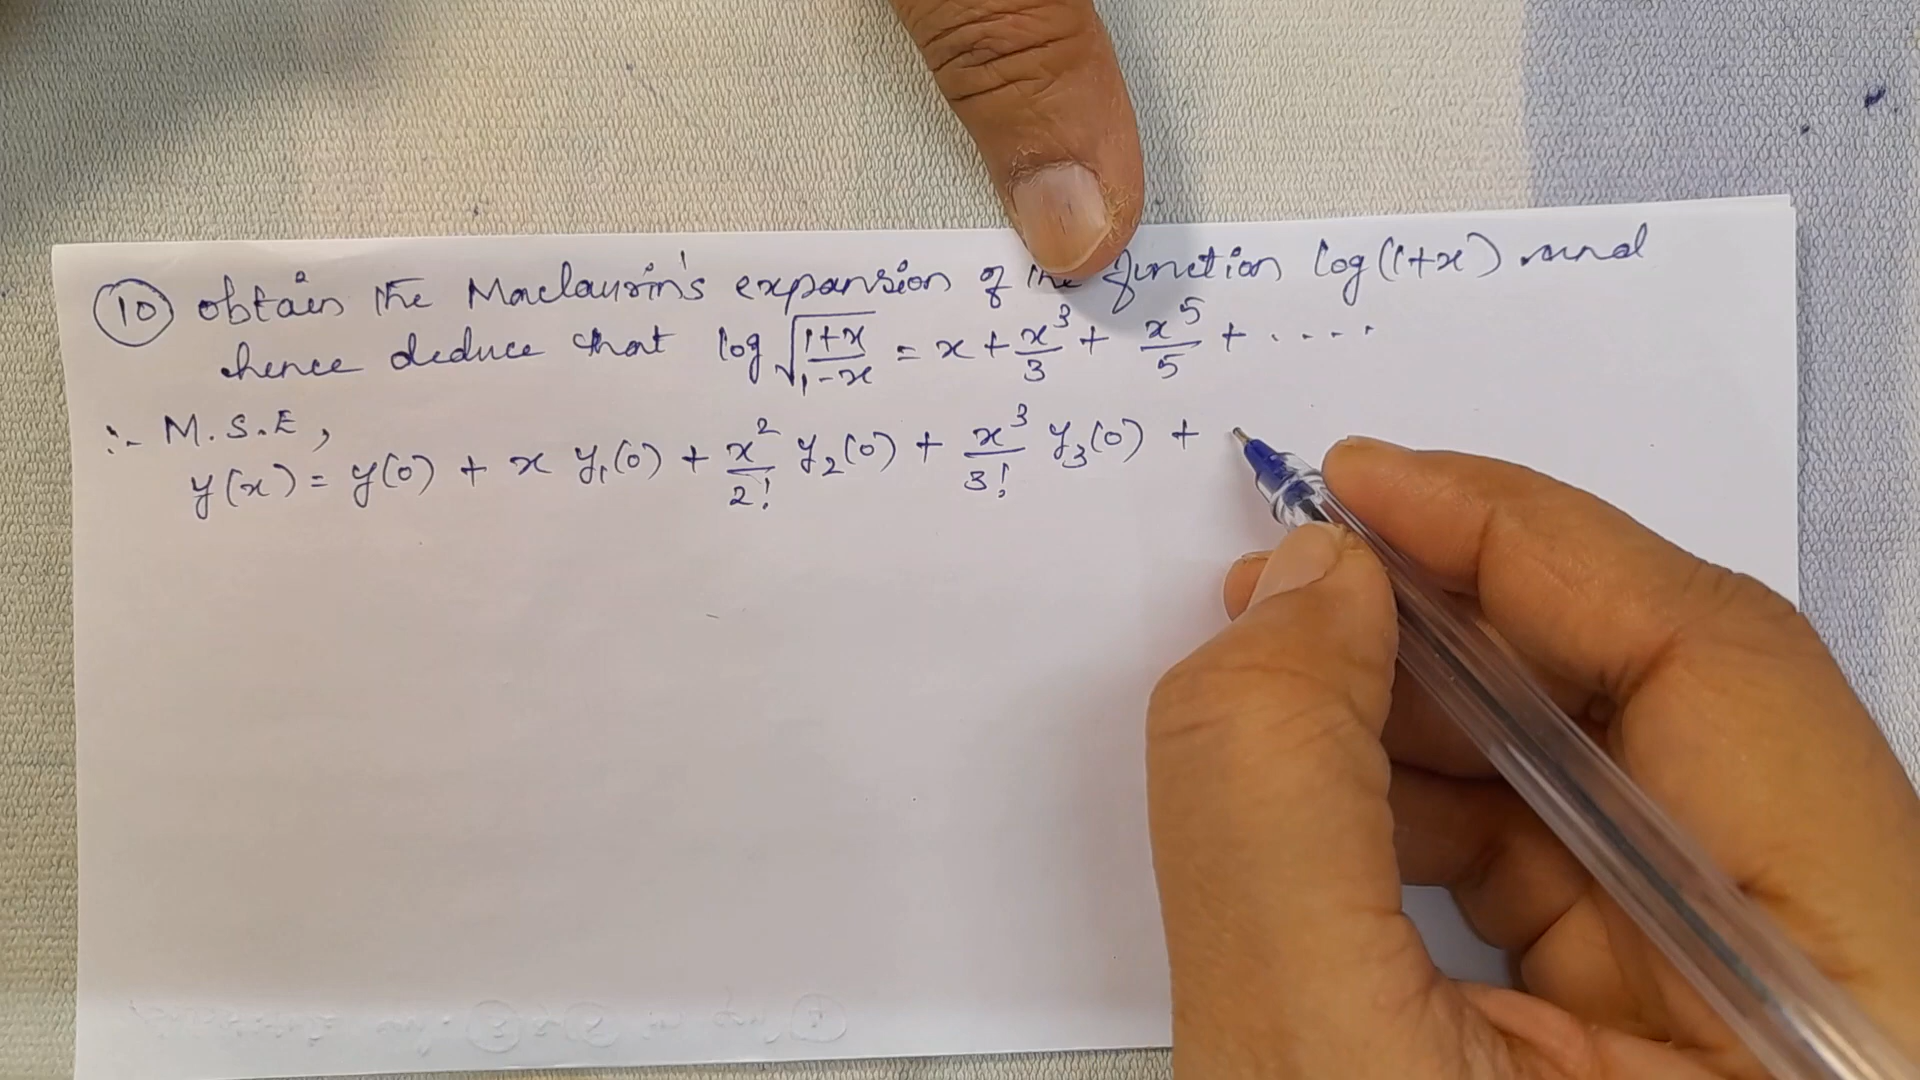 (10) obtain the Maclaurin's expansion of the function log(1+x) and
hence deduce that log √((1+x)/(1-x)) = x + x³/3 + x⁵/5 + . . . . .
:- M.S.E,
y(x) = y(0) + x y₁(0) + x²/2! y₂(0) + x³/3! y₃(0) +